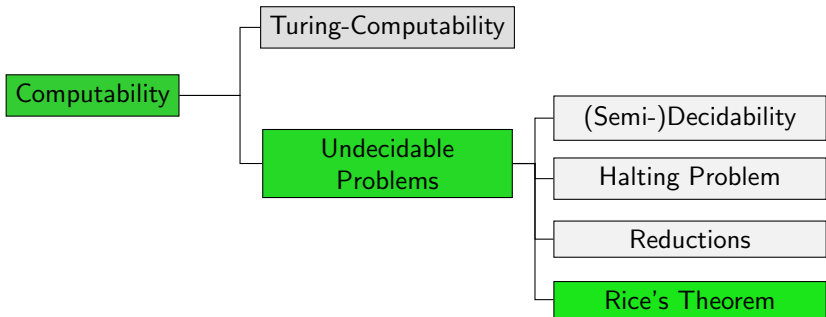 Turing-Computability
Computability
Undecidable
Problems
(Semi-)Decidability
Halting Problem
Reductions
Rice's Theorem